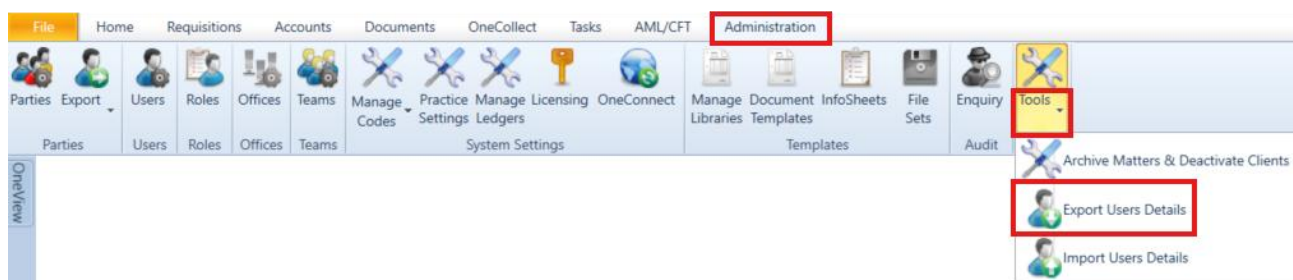 File Home Requisitions Accounts Documents OneCollect Tasks AML/CFT Administration
Parties Export Users Roles Offices Teams Manage Codes Practice Settings Manage Ledgers Licensing OneConnect Manage Libraries Document Templates InfoSheets File Sets Enquiry Tools
Parties Users Roles Offices Teams System Settings Templates Audit
OneView
Archive Matters & Deactivate Clients
Export Users Details
Import Users Details